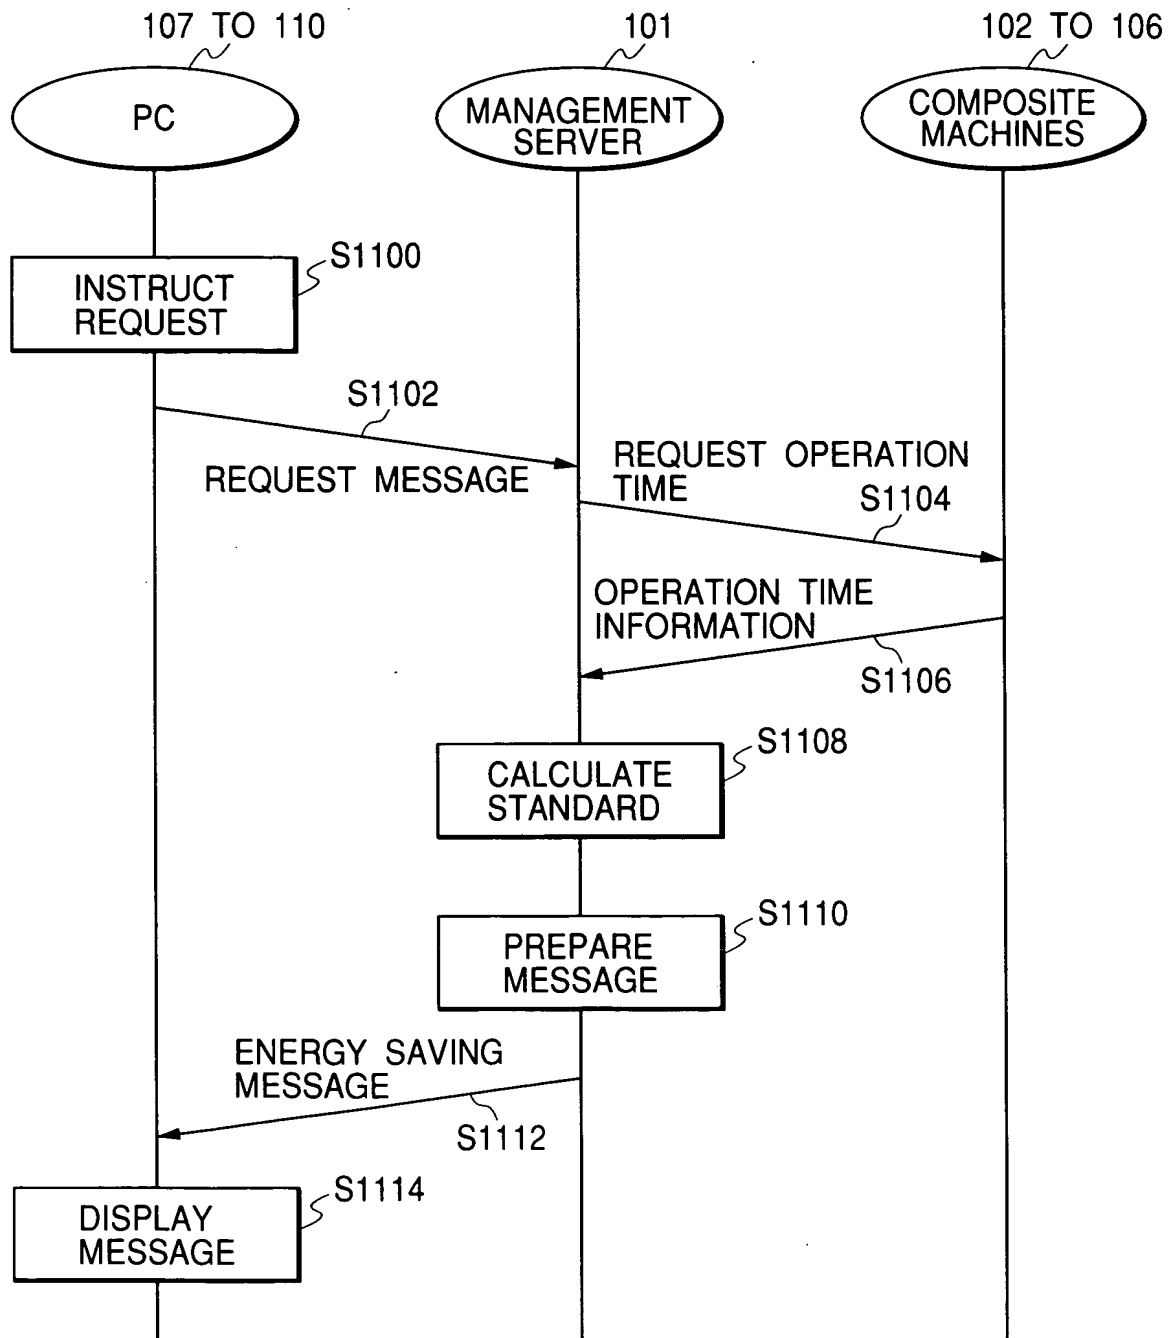 107 TO 110
101
102 TO 106
PC
MANAGEMENT
SERVER
COMPOSITE
MACHINES
S1100
INSTRUCT
REQUEST
S1102
REQUEST MESSAGE
REQUEST OPERATION
TIME
S1104
OPERATION TIME
INFORMATION
S1106
S1108
CALCULATE
STANDARD
S1110
PREPARE
MESSAGE
ENERGY SAVING
MESSAGE
S1112
S1114
DISPLAY
MESSAGE